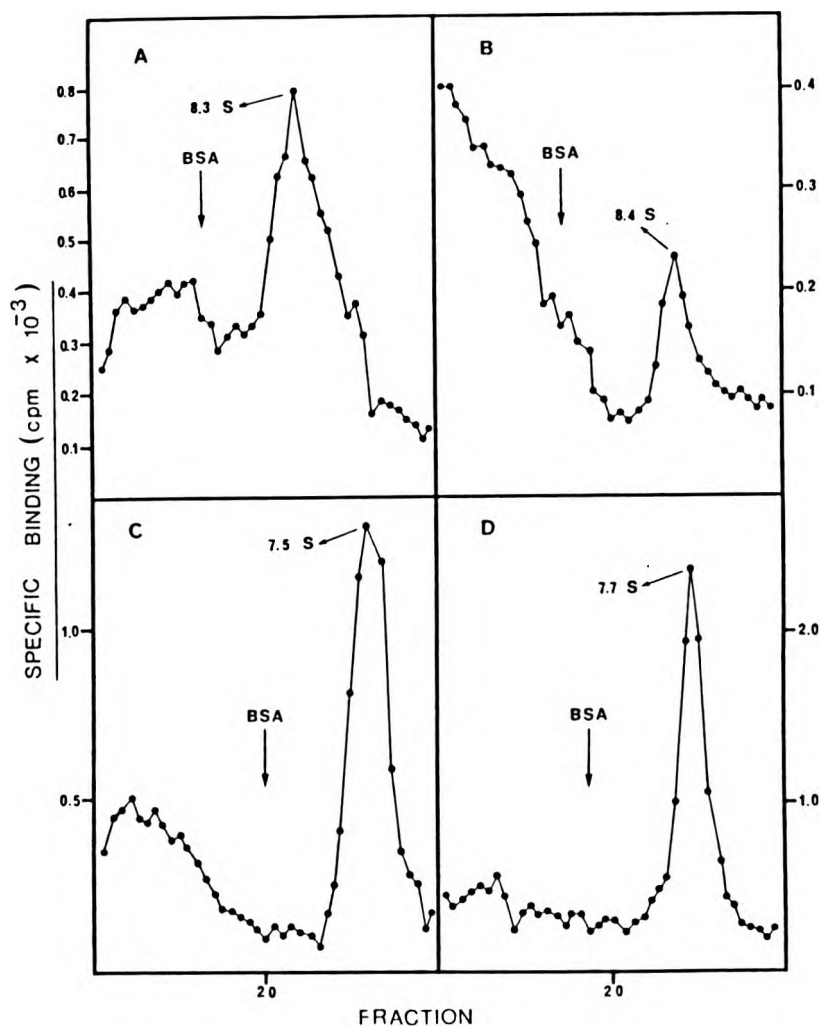 A
B
8.3 S
BSA
0.8
0.7
0.6
0.5
0.4
0.3
0.2
0.1
8.4 S
BSA
0.4
0.3
0.2
0.1
SPECIFIC BINDING (cpm x 10⁻³)
C
D
7.5 S
BSA
1.0
0.5
7.7 S
BSA
2.0
1.0
20
20
FRACTION